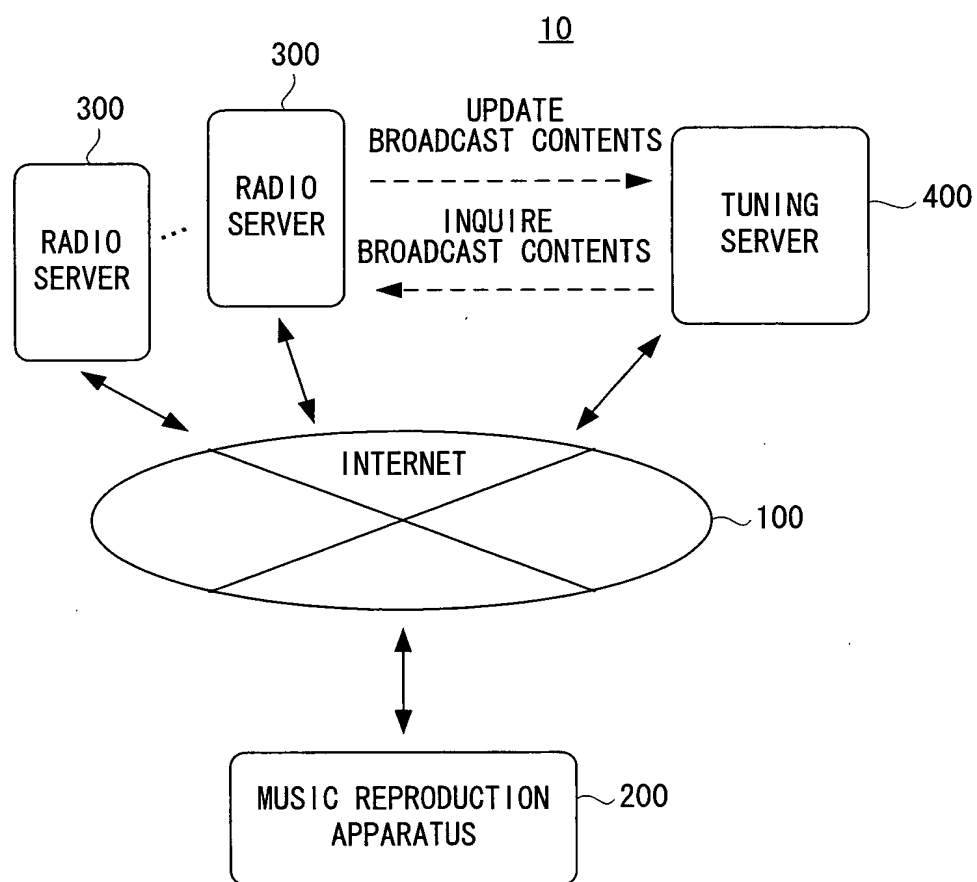 10
300
300
UPDATE
BROADCAST CONTENTS
RADIO
SERVER
...
RADIO
SERVER
TUNING
SERVER
400
INQUIRE
BROADCAST CONTENTS
INTERNET
100
MUSIC REPRODUCTION
APPARATUS
200